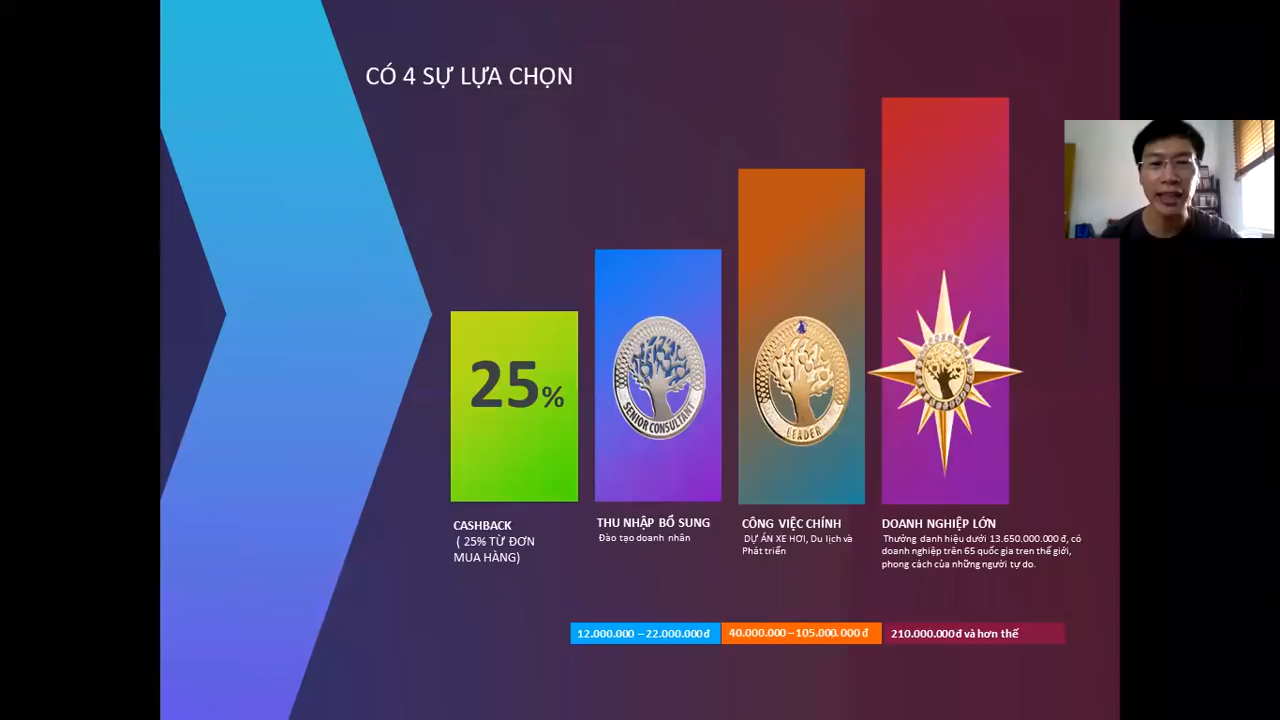 CÓ 4 SỰ LỰA CHỌN
25%
SENIOR CONSULTANT
LEADER
CASHBACK
( 25% TỪ ĐƠN
MUA HÀNG)
THU NHẬP BỔ SUNG
Đào tạo doanh nhân
CÔNG VIỆC CHÍNH
DỰ ÁN XE HƠI, Du lịch và
Phát triển
DOANH NGHIỆP LỚN
Thưởng danh hiệu dưới 13.650.000.000 đ, có
doanh nghiệp trên 65 quốc gia tren thế giới,
phong cách của những người tự do.
12.000.000 – 22.000.000đ
40.000.000 – 105.000.000 đ
210.000.000đ và hơn thế